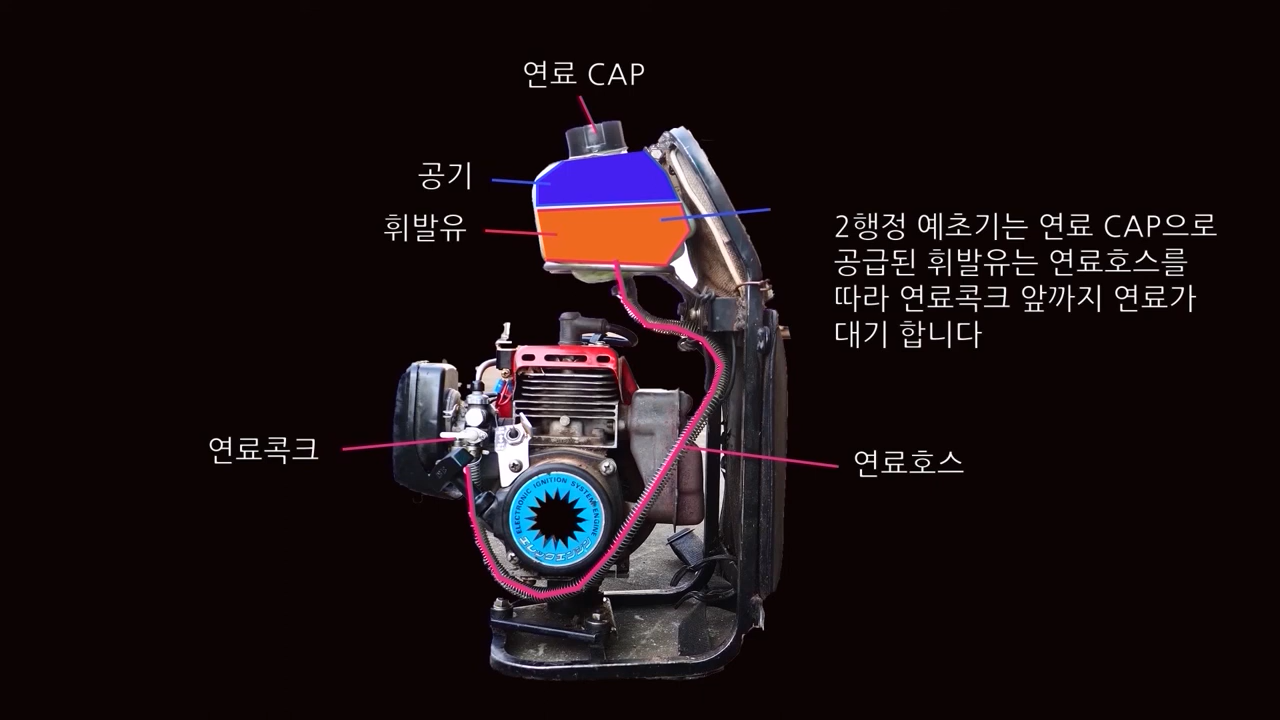 연료 CAP
공기
휘발유
2행정 예초기는 연료 CAP으로
공급된 휘발유는 연료호스를
따라 연료콕크 앞까지 연료가
대기 합니다
연료콕크
연료호스
ELECTRONIC IGNITION SYSTEM ENGINE